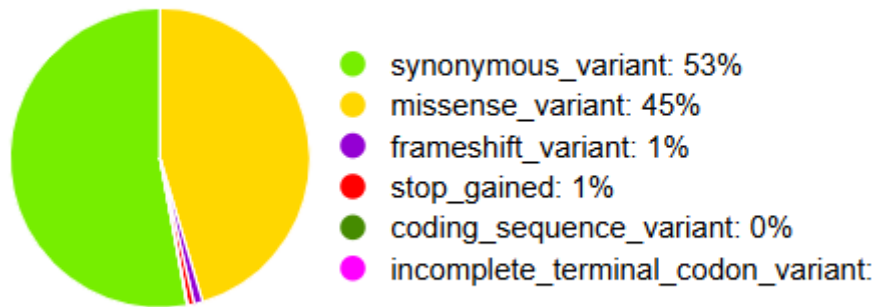 synonymous_variant: 53%
missense_variant: 45%
frameshift_variant: 1%
stop_gained: 1%
coding_sequence_variant: 0%
incomplete_terminal_codon_variant: